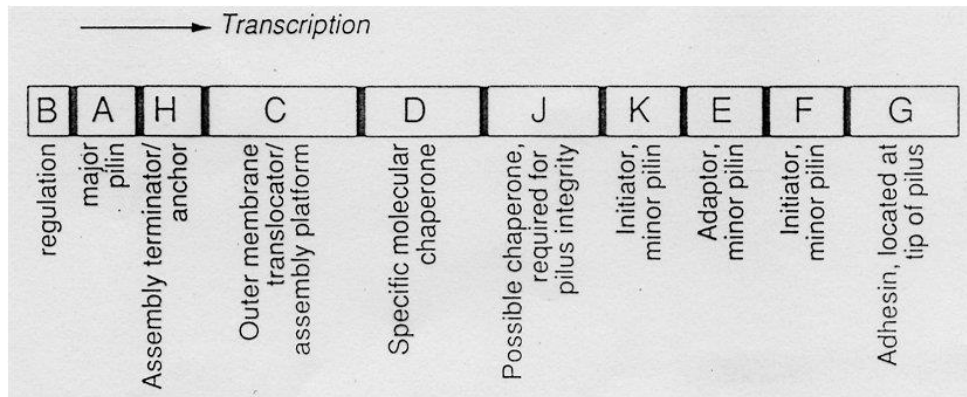 Transcription
B A H C D J K E F G
regulation
major
pilin
Assembly terminator/
anchor
Outer membrane
translocator/
assembly platform
Specific molecular
chaperone
Possible chaperone,
required for
pilus integrity
Initiator,
minor pilin
Adaptor,
minor pilin
Initiator,
minor pilin
Adhesin, located at
tip of pilus